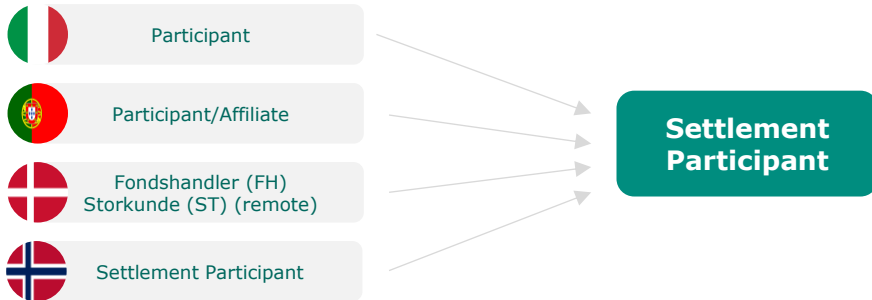 Participant
Participant/Affiliate
Fondshandler (FH)
Storkunde (ST) (remote)
Settlement Participant
Settlement
Participant